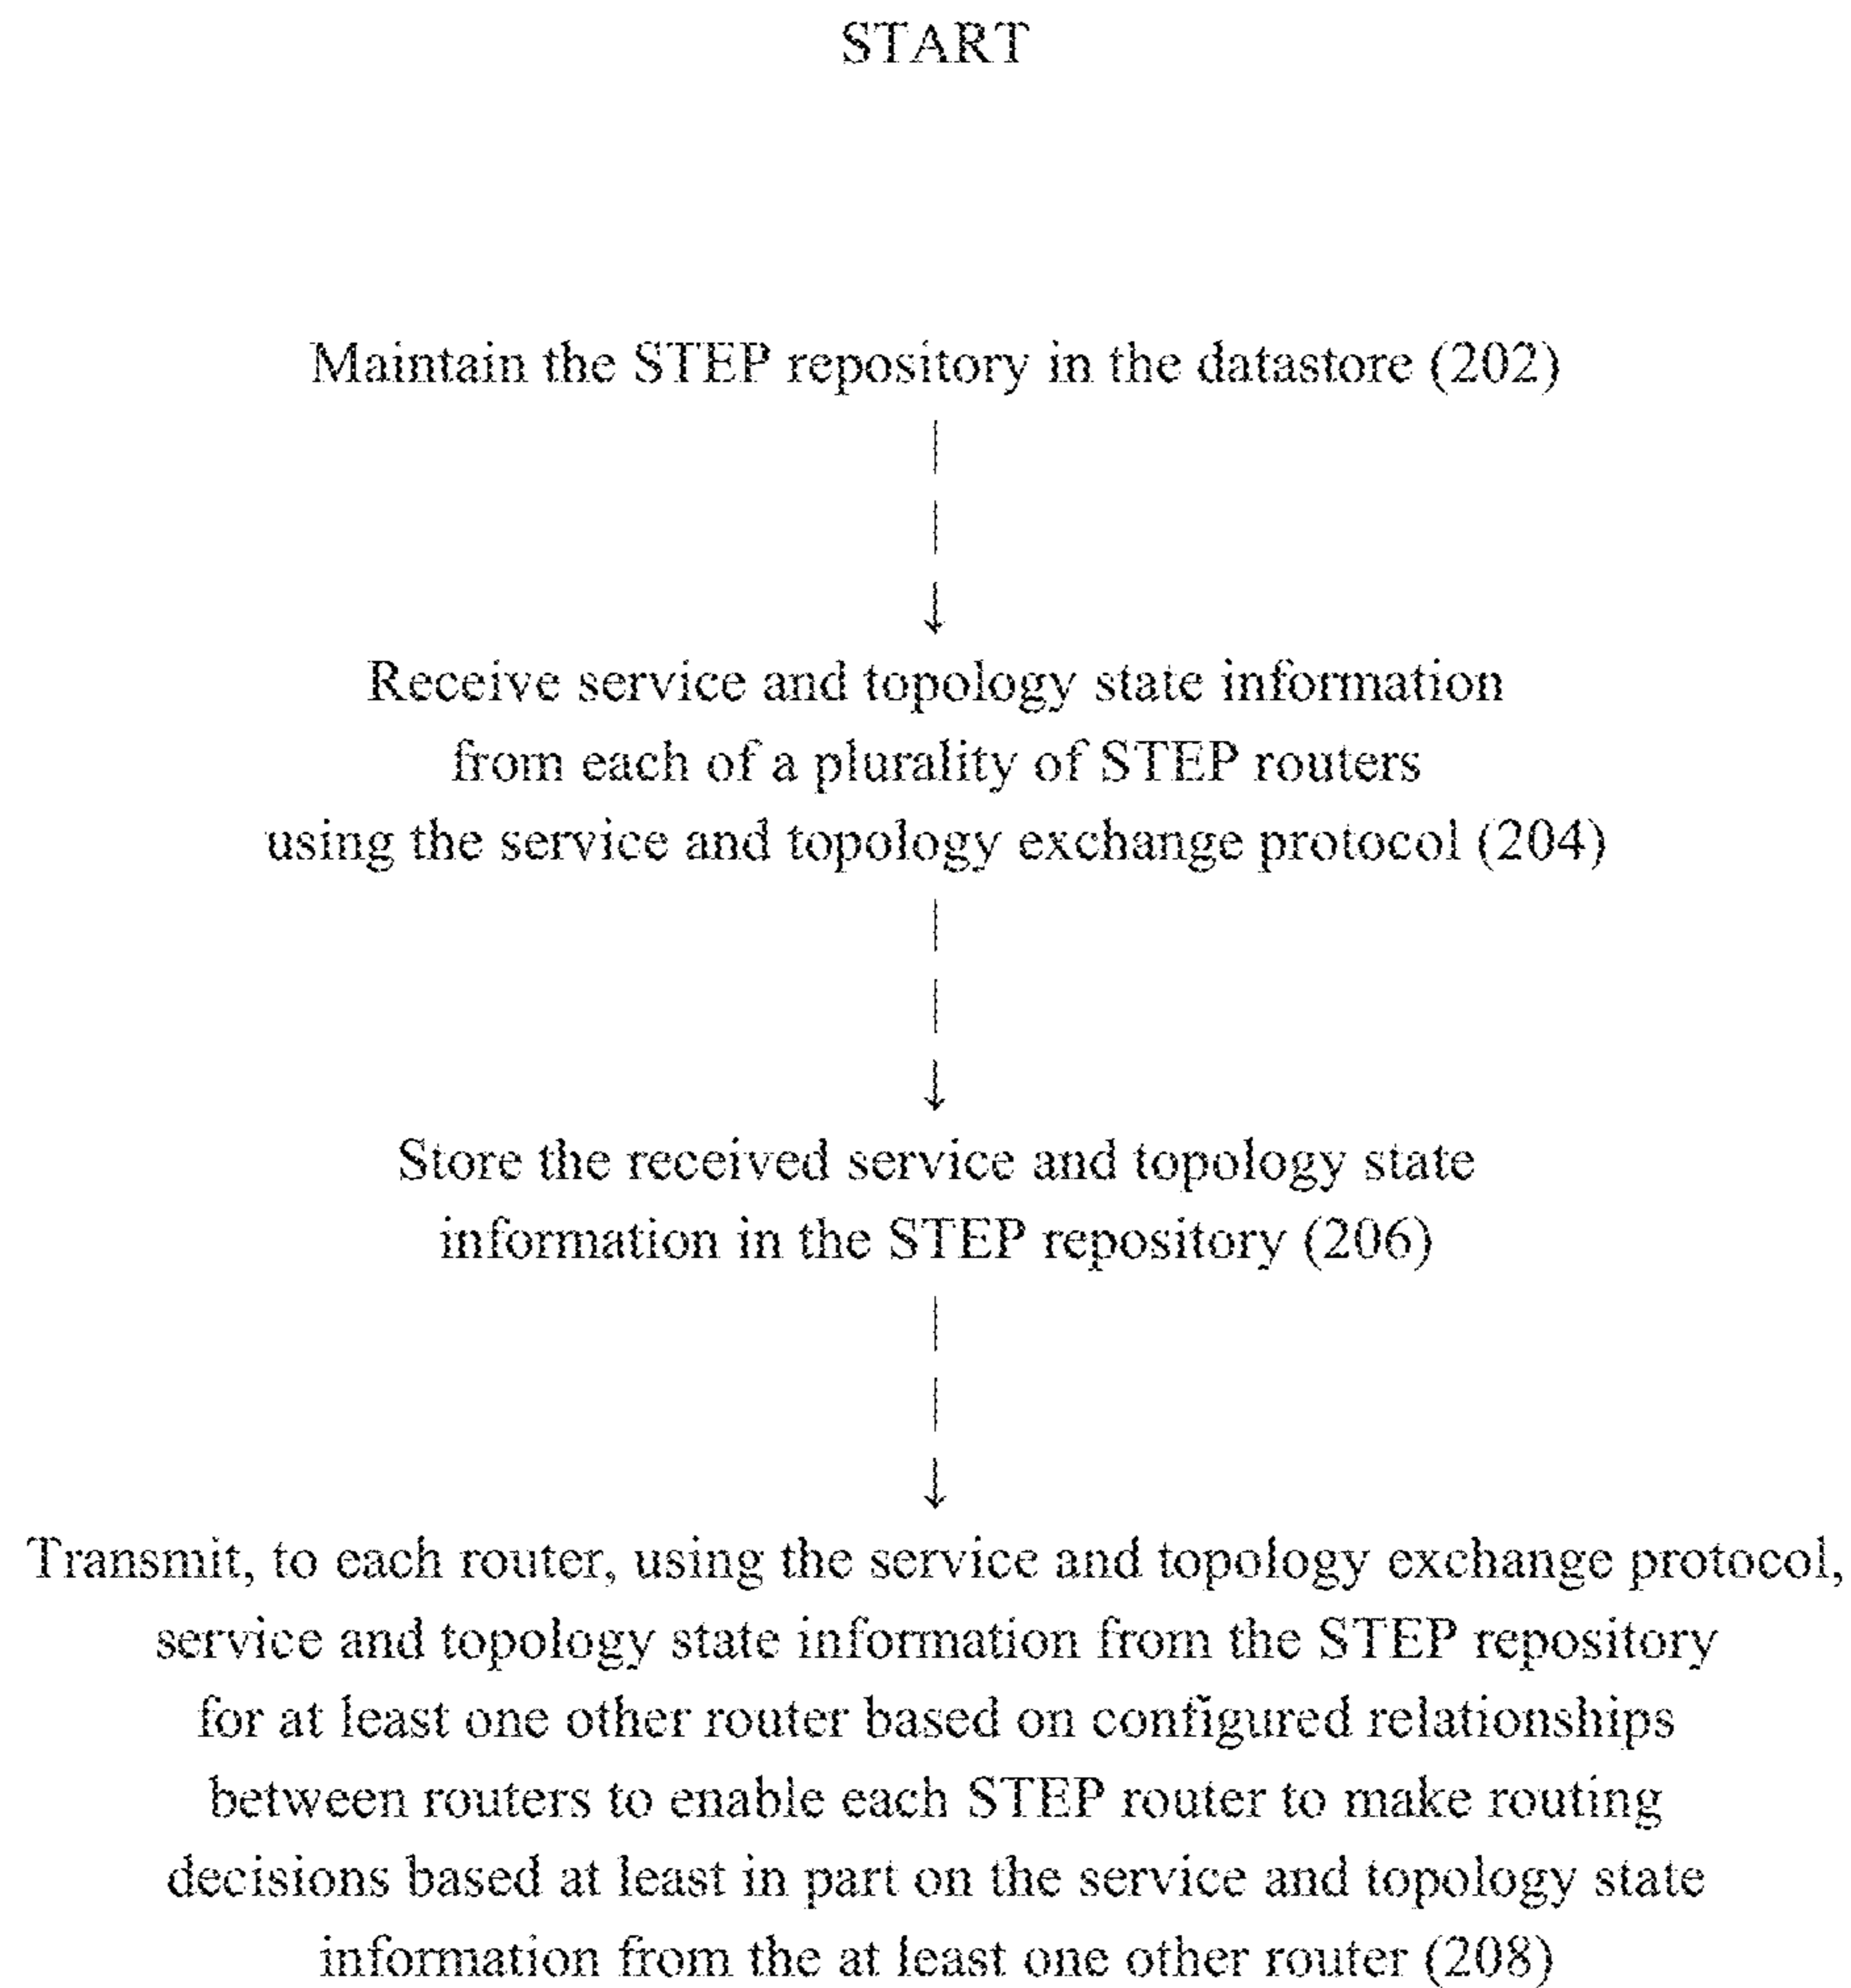 START
Maintain the STEP repository in the datastore (202)
Receive service and topology state information
from each of a plurality of STEP routers
using the service and topology exchange protocol (204)
Store the received service and topology state
information in the STEP repository (206)
Transmit, to each router, using the service and topology exchange protocol,
service and topology state information from the STEP repository
for at least one other router based on configured relationships
between routers to enable each STEP router to make routing
decisions based at least in part on the service and topology state
information from the at least one other router (208)